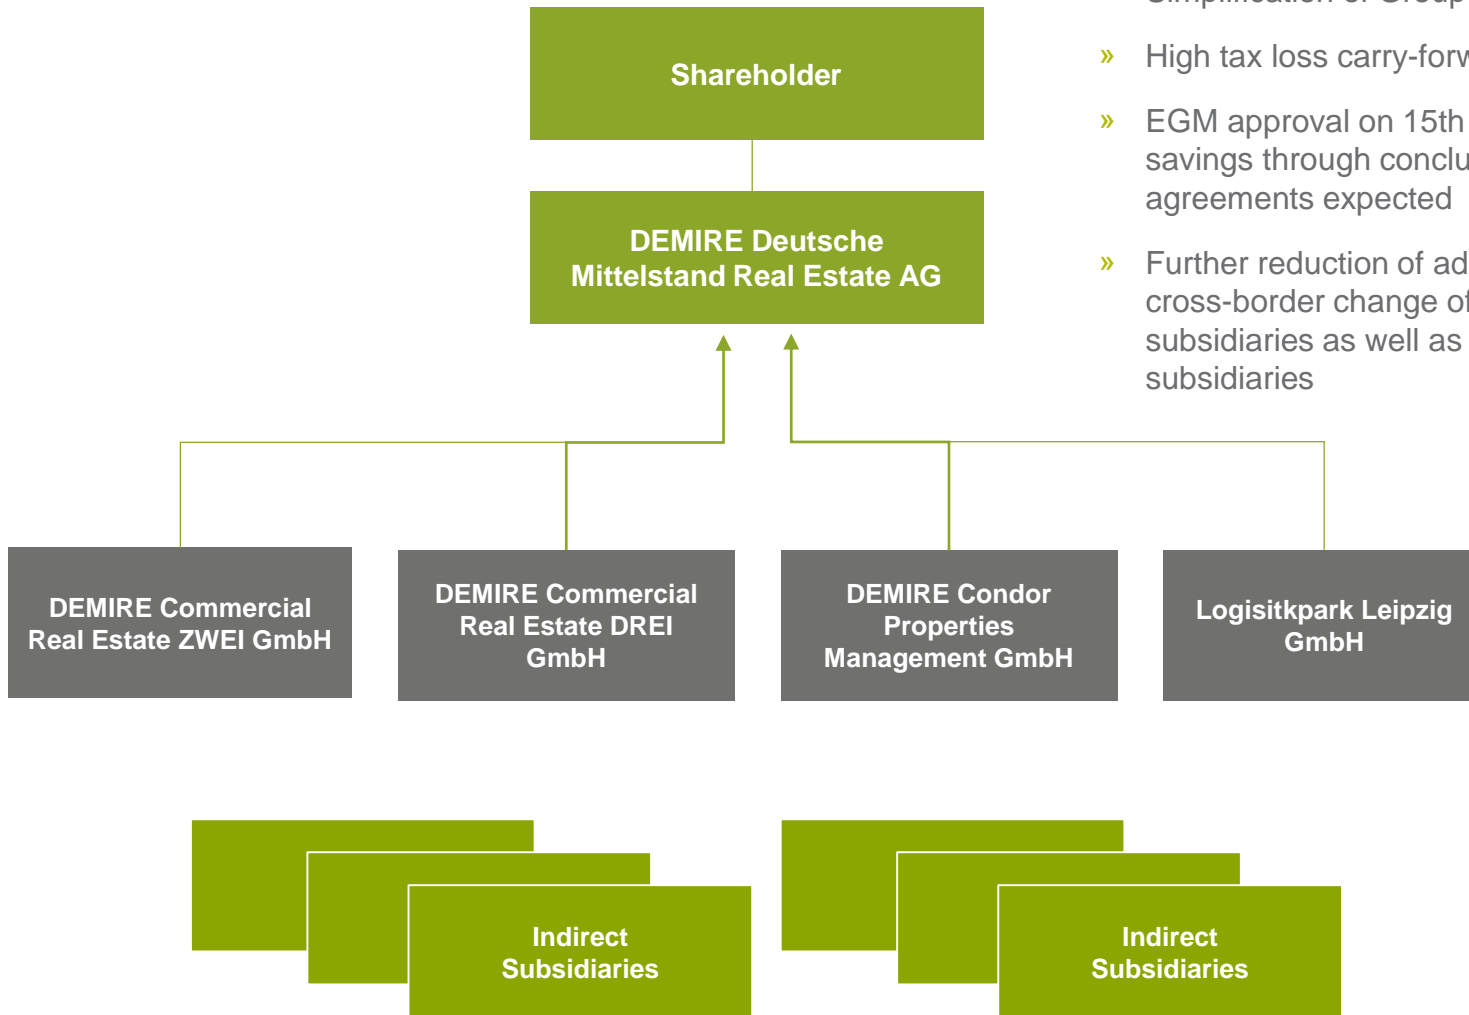 Simplification of Group
» High tax loss carry-forw
» EGM approval on 15th
savings through conclu
agreements expected
» Further reduction of ad
cross-border change of
subsidiaries as well as
subsidiaries
Shareholder
DEMIRE Deutsche
Mittelstand Real Estate AG
DEMIRE Commercial
Real Estate ZWEI GmbH
DEMIRE Commercial
Real Estate DREI
GmbH
DEMIRE Condor
Properties
Management GmbH
Logisitkpark Leipzig
GmbH
Indirect
Subsidiaries
Indirect
Subsidiaries